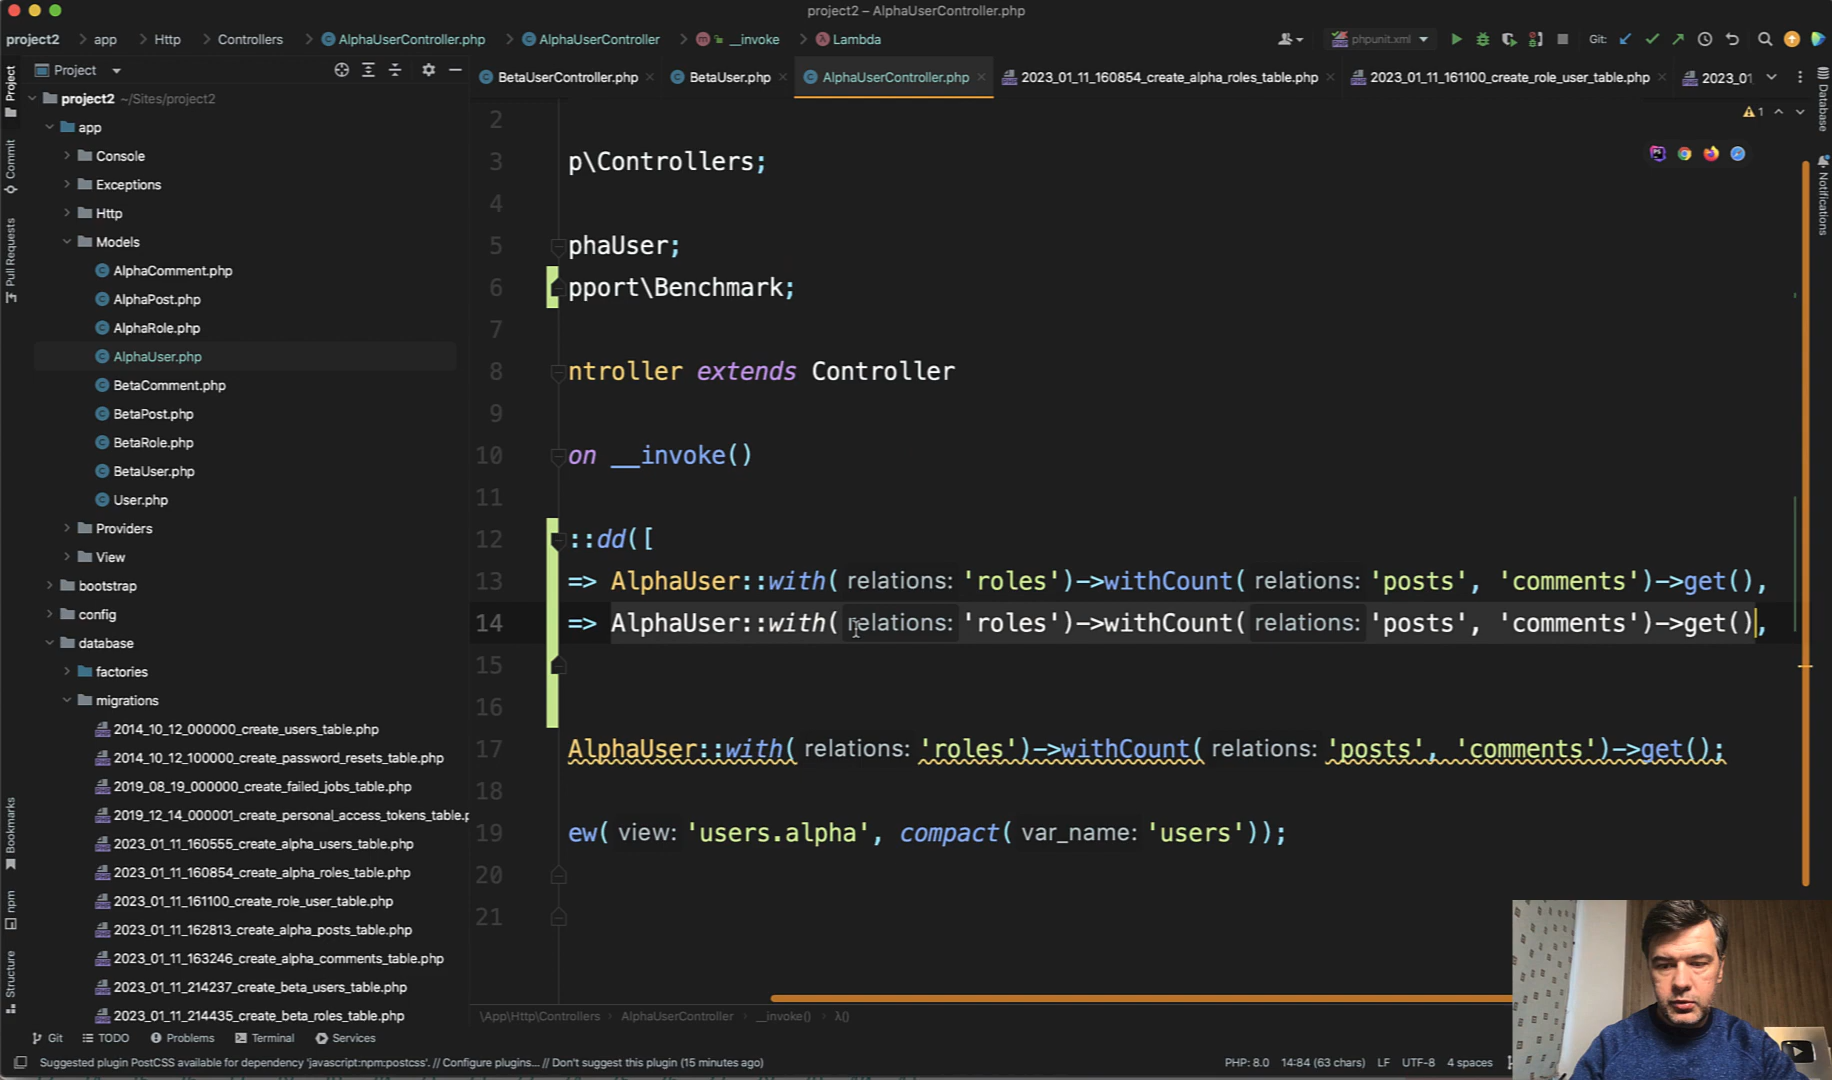 project2 – AlphaUserController.php
project2 > app > Http > Controllers > AlphaUserController.php > AlphaUserController > __invoke > Lambda
phpunit.xml
Git:
Project
BetaUserController.php
BetaUser.php
AlphaUserController.php
2023_01_11_160854_create_alpha_roles_table.php
2023_01_11_161100_create_role_user_table.php
2023_01
Project
Commit
Pull Requests
Bookmarks
npm
Structure
Database
Notifications
1
project2 ~/Sites/project2
app
Console
Exceptions
Http
Models
AlphaComment.php
AlphaPost.php
AlphaRole.php
AlphaUser.php
BetaComment.php
BetaPost.php
BetaRole.php
BetaUser.php
User.php
Providers
View
bootstrap
config
database
factories
migrations
2014_10_12_000000_create_users_table.php
2014_10_12_100000_create_password_resets_table.php
2019_08_19_000000_create_failed_jobs_table.php
2019_12_14_000001_create_personal_access_tokens_table.p
2023_01_11_160555_create_alpha_users_table.php
2023_01_11_160854_create_alpha_roles_table.php
2023_01_11_161100_create_role_user_table.php
2023_01_11_162813_create_alpha_posts_table.php
2023_01_11_163246_create_alpha_comments_table.php
2023_01_11_214237_create_beta_users_table.php
2023_01_11_214435_create_beta_roles_table.php
2
3 p\Controllers;
4
5 phaUser;
6 pport\Benchmark;
7
8 ntroller extends Controller
9
10 on __invoke()
11
12 ::dd([
13 => AlphaUser::with( relations: 'roles')->withCount( relations: 'posts', 'comments')->get(),
14 => AlphaUser::with( relations: 'roles')->withCount( relations: 'posts', 'comments')->get(),
15
16
17 AlphaUser::with( relations: 'roles')->withCount( relations: 'posts', 'comments')->get();
18
19 ew( view: 'users.alpha', compact( var_name: 'users'));
20
21
\App\Http\Controllers > AlphaUserController > __invoke() > λ()
Git
TODO
Problems
Terminal
Services
Suggested plugin PostCSS available for dependency 'javascript:npm:postcss'. // Configure plugins... // Don't suggest this plugin (15 minutes ago)
PHP: 8.0 14:84 (63 chars) LF UTF-8 4 spaces